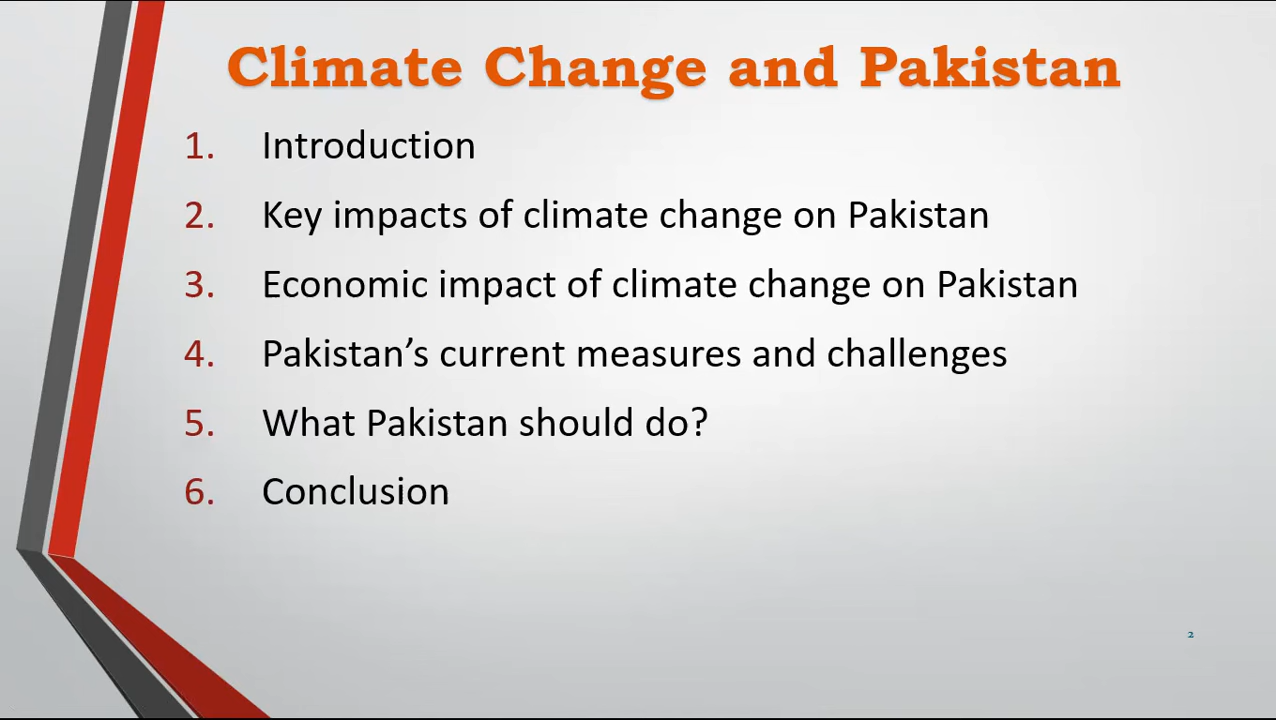 Climate Change and Pakistan
1. Introduction
2. Key impacts of climate change on Pakistan
3. Economic impact of climate change on Pakistan
4. Pakistan’s current measures and challenges
5. What Pakistan should do?
6. Conclusion
2